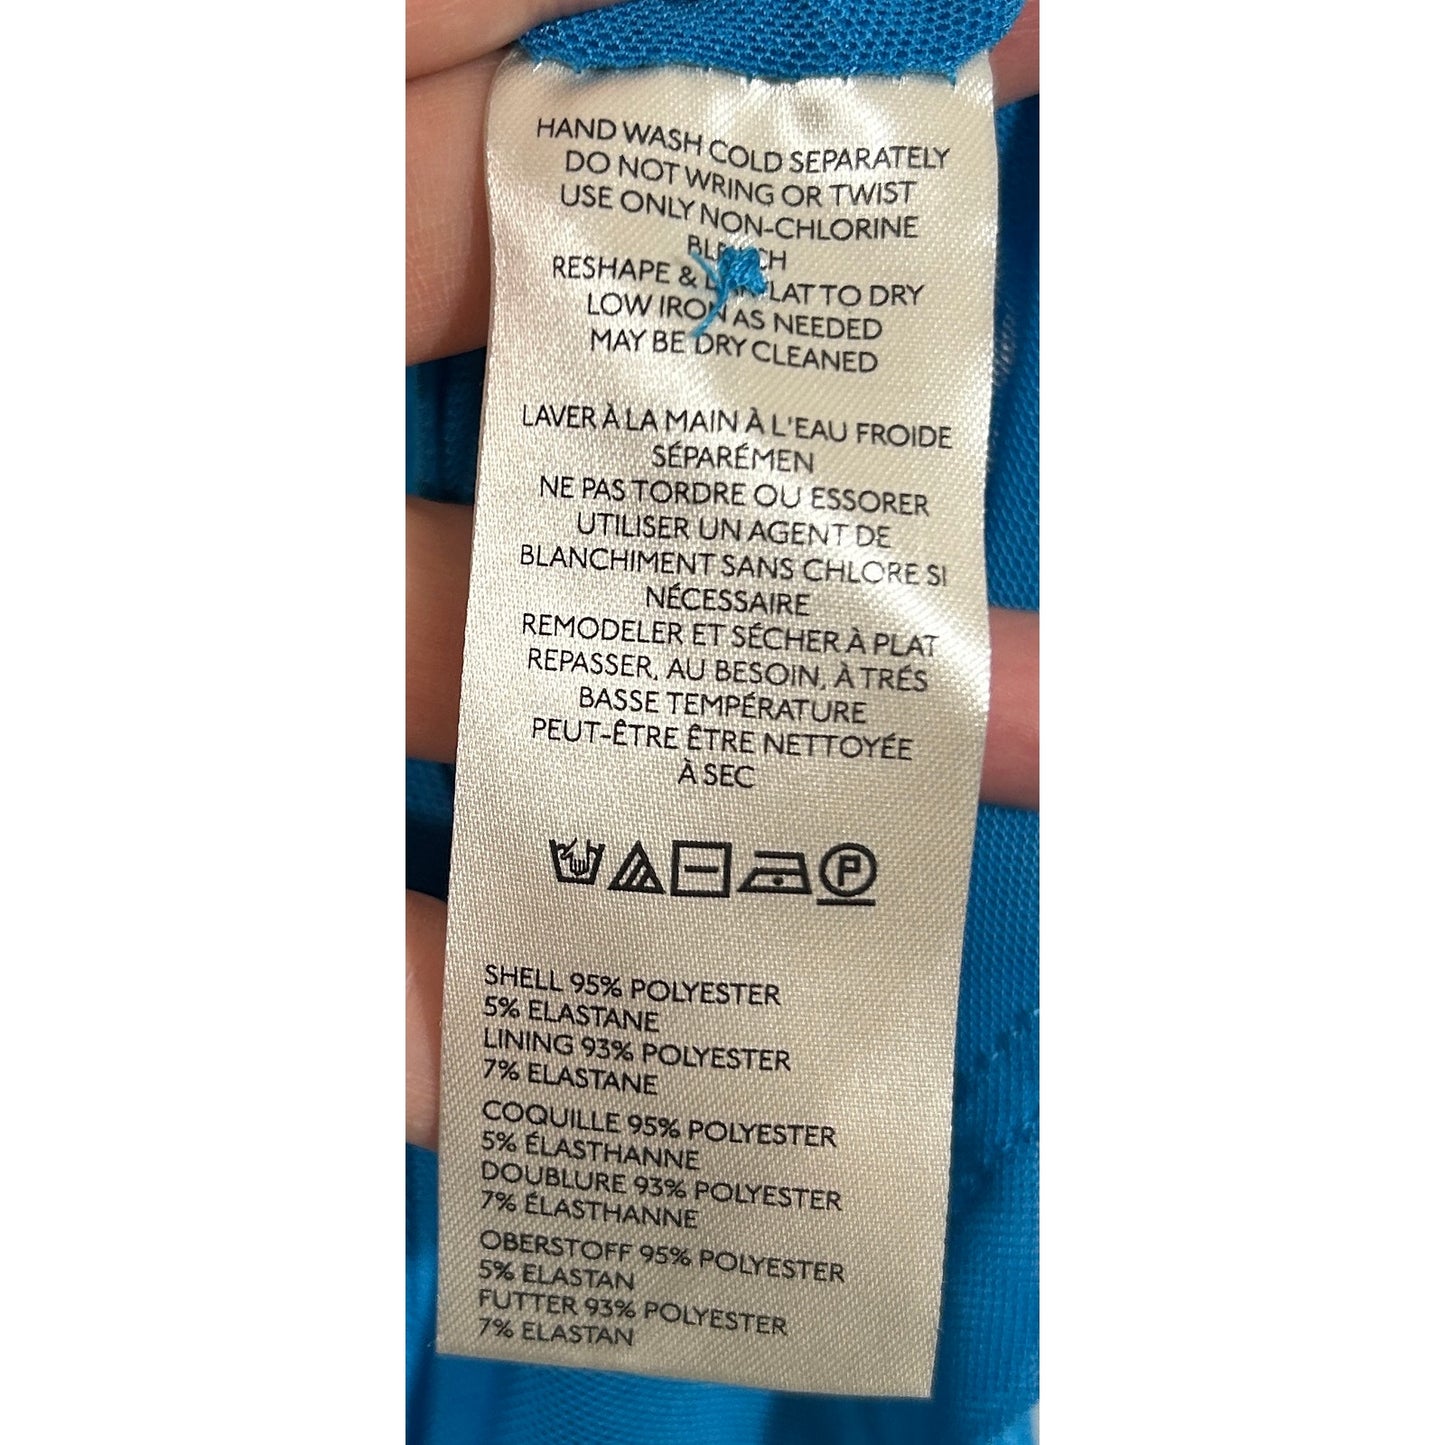 HAND WASH COLD SEPARATELY
DO NOT WRING OR TWIST
USE ONLY NON-CHLORINE
BLEACH
RESHAPE & LAY FLAT TO DRY
LOW IRON AS NEEDED
MAY BE DRY CLEANED
LAVER À LA MAIN À L'EAU FROIDE
SÉPARÉMEN
NE PAS TORDRE OU ESSORER
UTILISER UN AGENT DE
BLANCHIMENT SANS CHLORE SI
NÉCESSAIRE
REMODELER ET SÉCHER À PLAT
REPASSER, AU BESOIN, À TRÉS
BASSE TEMPÉRATURE
PEUT-ÊTRE ÊTRE NETTOYÉE
À SEC
P
SHELL 95% POLYESTER
5% ELASTANE
LINING 93% POLYESTER
7% ELASTANE
COQUILLE 95% POLYESTER
5% ÉLASTHANNE
DOUBLURE 93% POLYESTER
7% ÉLASTHANNE
OBERSTOFF 95% POLYESTER
5% ELASTAN
FUTTER 93% POLYESTER
7% ELASTAN